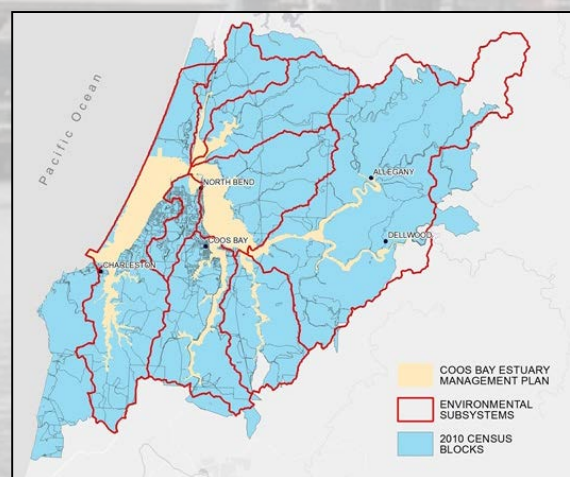 Pacific Ocean
ALLEGANY
NORTH BEND
DELLWOOD
COOS BAY
CHARLESTON
COOS BAY ESTUARY
MANAGEMENT PLAN
ENVIRONMENTAL
SUBSYSTEMS
2010 CENSUS
BLOCKS